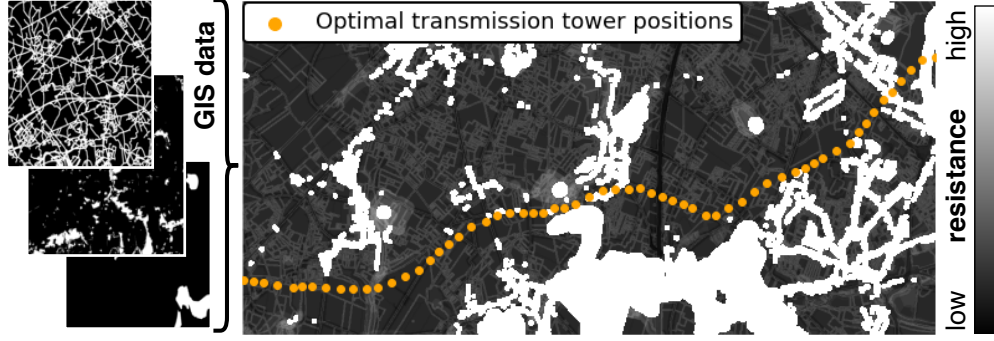 GIS data
Optimal transmission tower positions
high
resistance
low